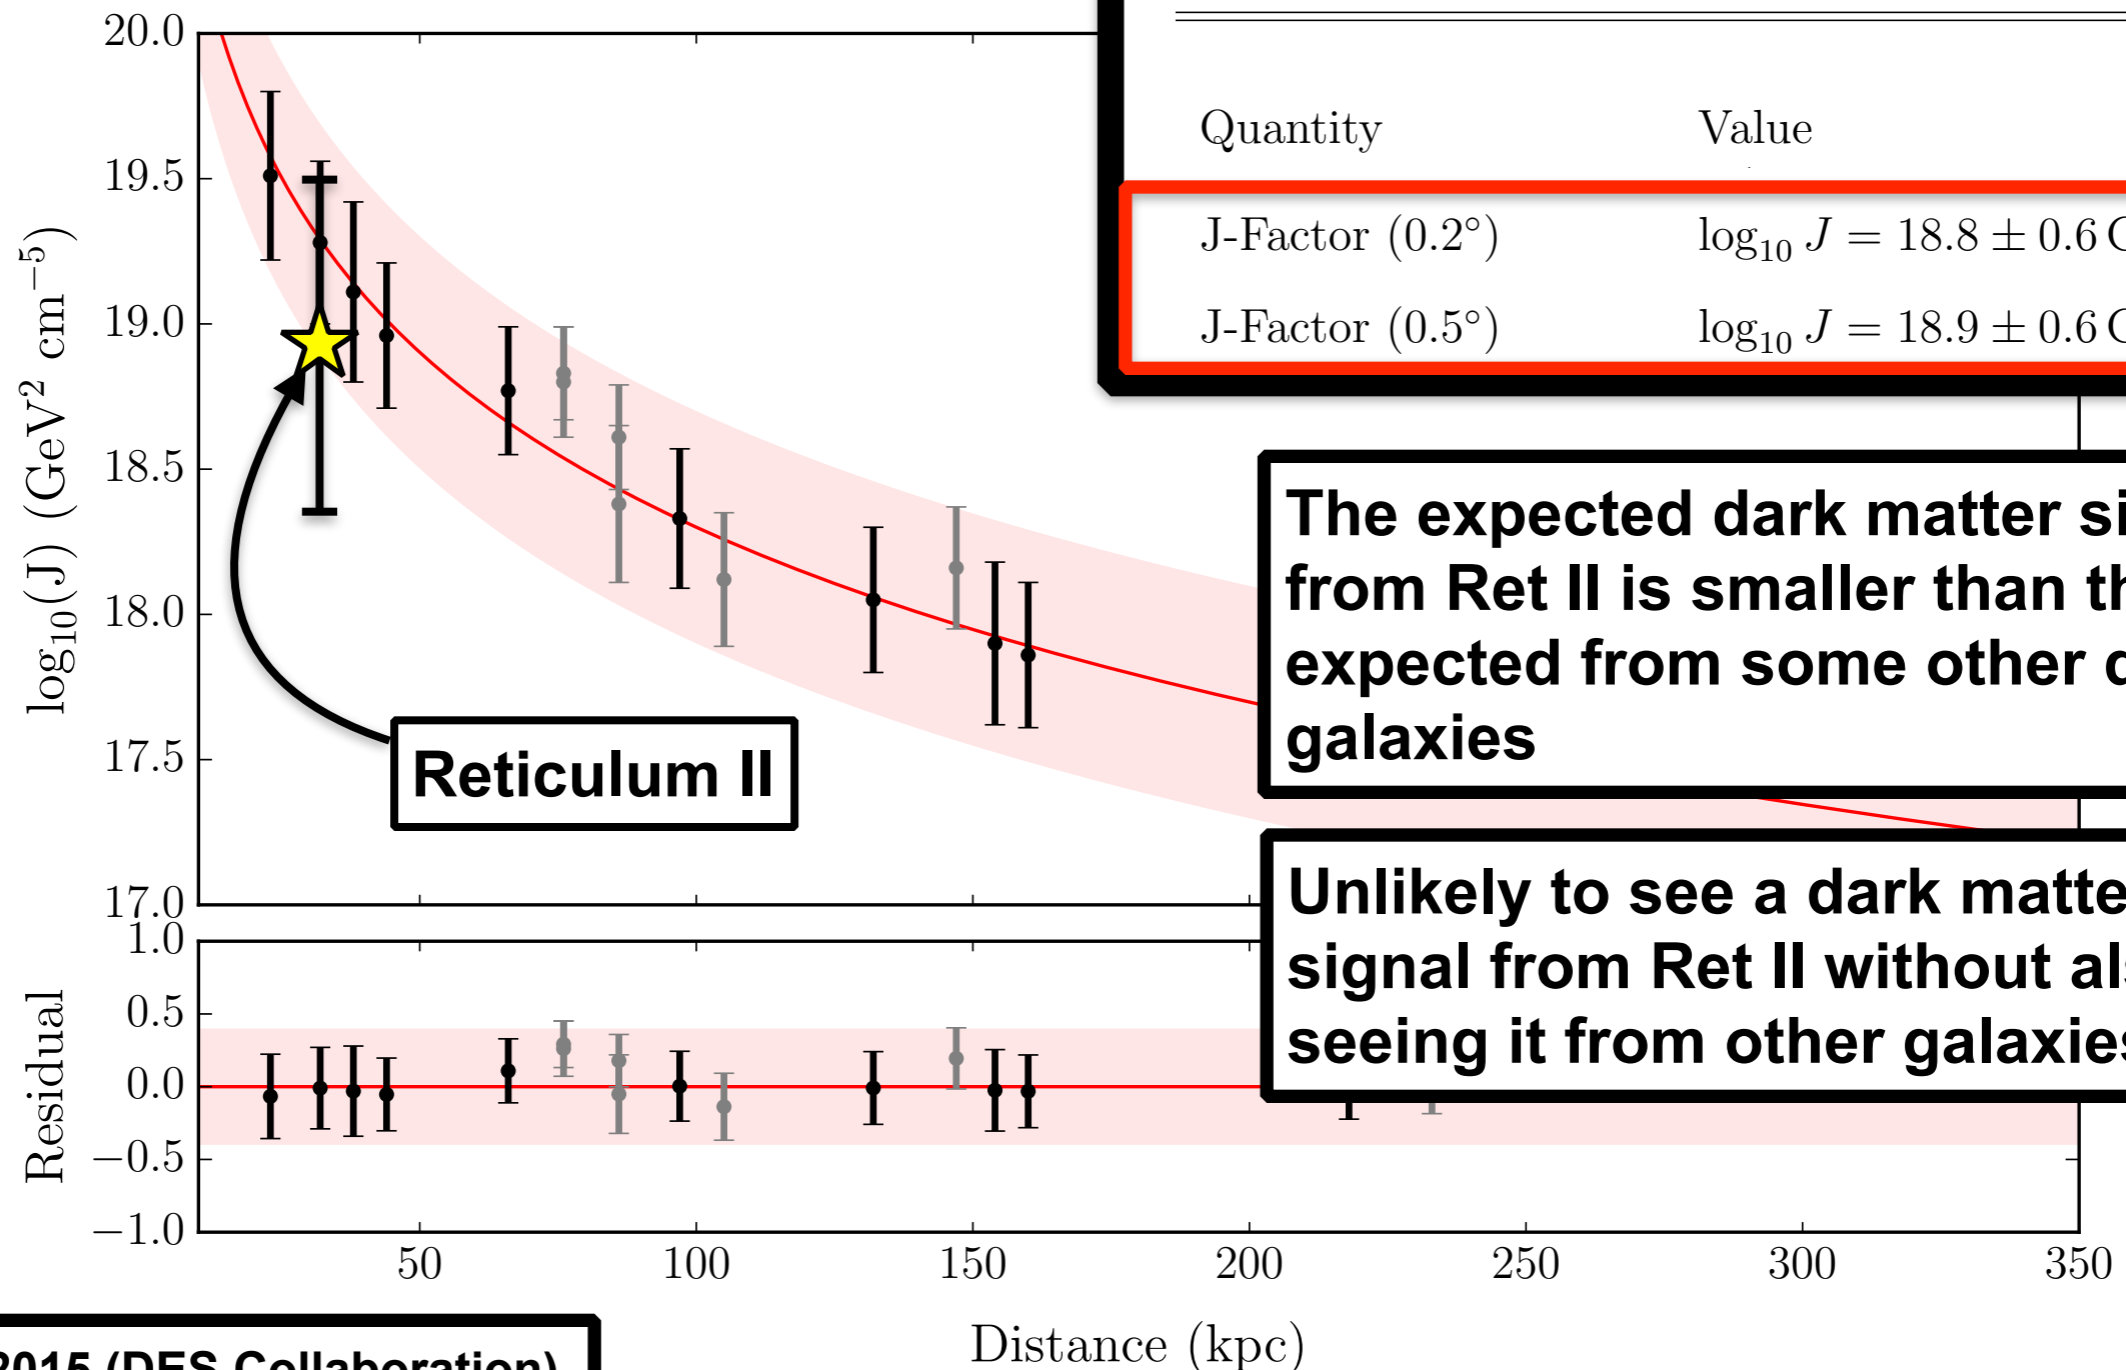 Quantity Value
J-Factor (0.2°) log₁₀ J = 18.8 ± 0.6
J-Factor (0.5°) log₁₀ J = 18.9 ± 0.6
20.0
19.5
19.0
18.5
18.0
17.5
17.0
log₁₀(J) (GeV² cm⁻⁵)
Reticulum II
The expected dark matter
from Ret II is smaller than
expected from some other
galaxies
Unlikely to see a dark
signal from Ret II without
seeing it from other galaxies
1.0
0.5
0.0
−0.5
−1.0
Residual
50 100 150 200 250 300 350
Distance (kpc)
2015 (DES Collaboration)